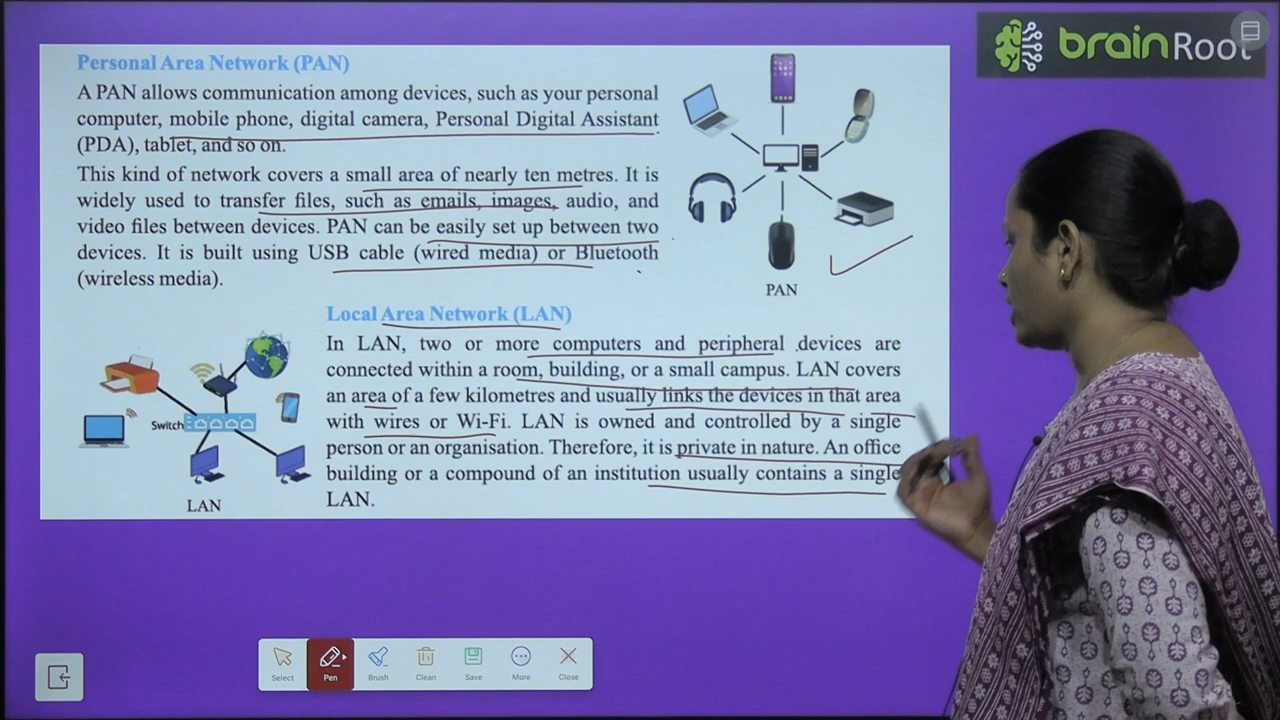 brainRoot
Personal Area Network (PAN)
A PAN allows communication among devices, such as your personal
computer, mobile phone, digital camera, Personal Digital Assistant
(PDA), tablet, and so on.
This kind of network covers a small area of nearly ten metres. It is
widely used to transfer files, such as emails, images, audio, and
video files between devices. PAN can be easily set up between two
devices. It is built using USB cable (wired media) or Bluetooth
(wireless media).
PAN
Local Area Network (LAN)
In LAN, two or more computers and peripheral devices are
connected within a room, building, or a small campus. LAN covers
an area of a few kilometres and usually links the devices in that area
with wires or Wi-Fi. LAN is owned and controlled by a single
person or an organisation. Therefore, it is private in nature. An office
building or a compound of an institution usually contains a single
LAN.
Switch
LAN
Select
Pen
Brush
Clean
Save
More
Close